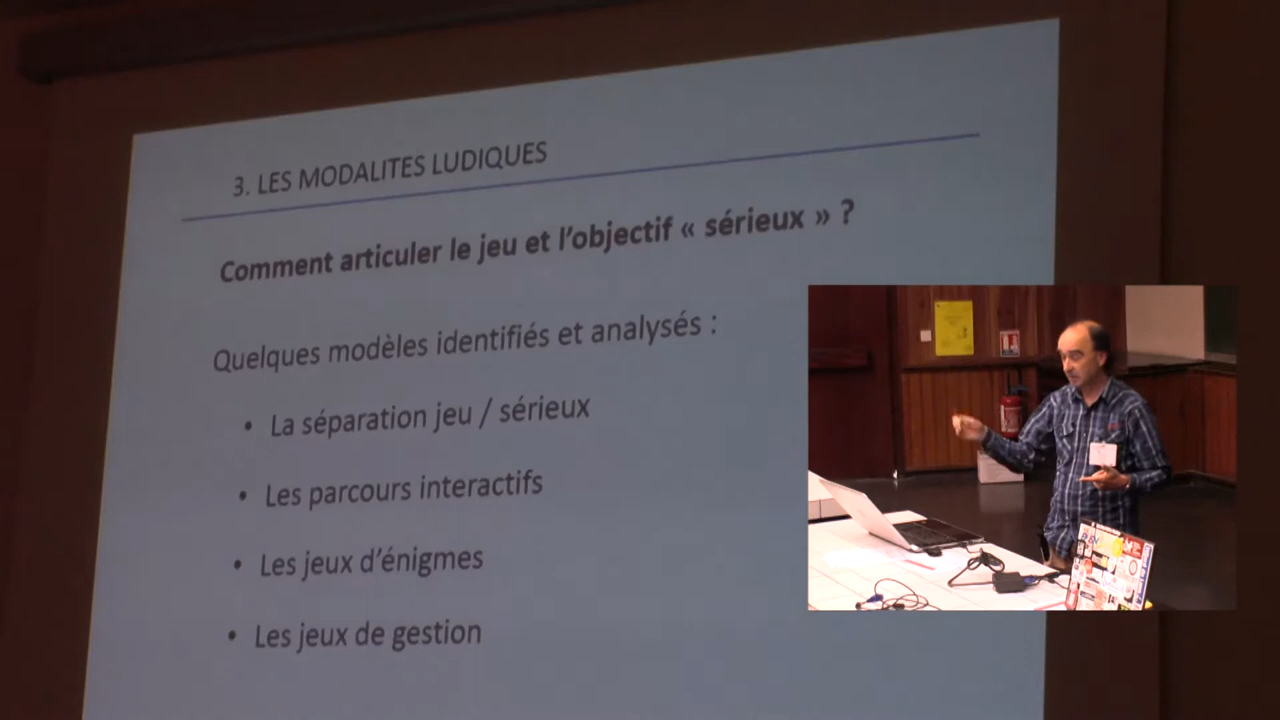 3. LES MODALITES LUDIQUES
Comment articuler le jeu et l'objectif « sérieux » ?
Quelques modèles identifiés et analysés :
• La séparation jeu / sérieux
• Les parcours interactifs
• Les jeux d'énigmes
• Les jeux de gestion